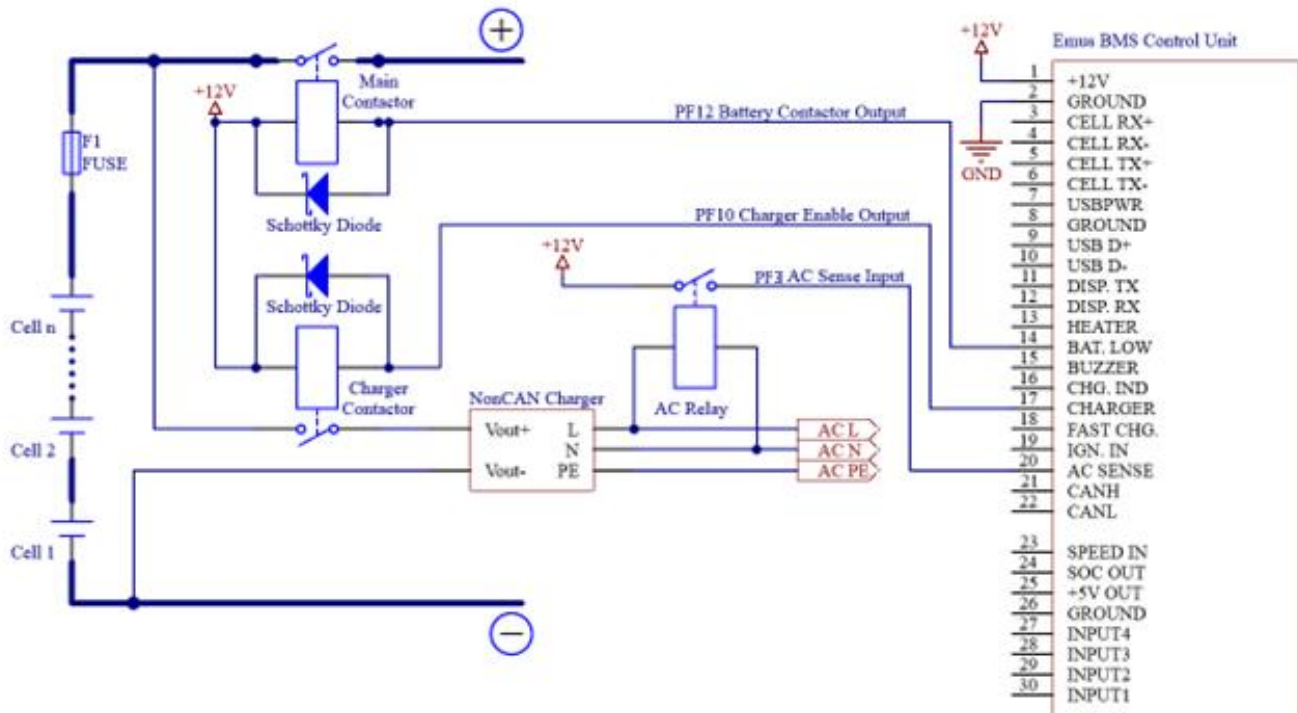 +
+12V
Emus BMS Control Unit
Main
Contactor
+12V
PF12 Battery Contactor Output
F1
FUSE
Schottky Diode
PF10 Charger Enable Output
Schottky Diode
+12V
PF3 AC Sense Input
Cell n
Charger
Contactor
NonCAN Charger
AC Relay
Vout+ L
N
Vout- PE
AC L
AC N
AC PE
Cell 2
Cell 1
−
GND
1 +12V
2 GROUND
3 CELL RX+
4 CELL RX-
5 CELL TX+
6 CELL TX-
7 USBPWR
8 GROUND
9 USB D+
10 USB D-
11 DISP. TX
12 DISP. RX
13 HEATER
14 BAT. LOW
15 BUZZER
16 CHG. IND
17 CHARGER
18 FAST CHG.
19 IGN. IN
20 AC SENSE
21 CANH
22 CANL
23 SPEED IN
24 SOC OUT
25 +5V OUT
26 GROUND
27 INPUT4
28 INPUT3
29 INPUT2
30 INPUT1